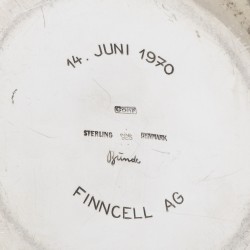 14. JUNI 1970
STERLING DENMARK
FINNCELL AG